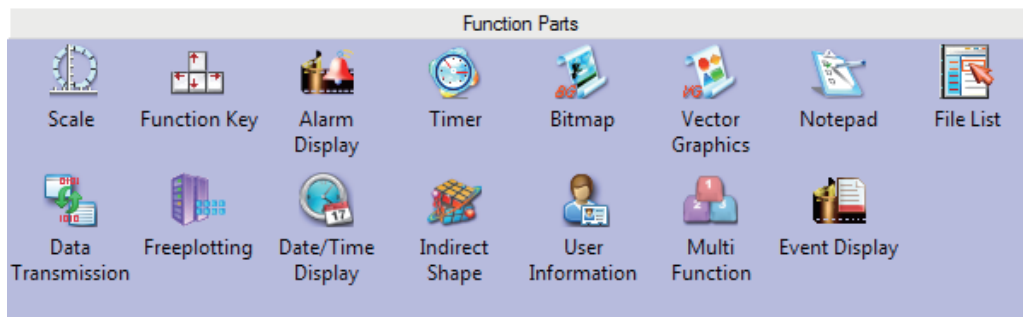 Function Parts
Scale Function Key Alarm Display Timer Bitmap Vector Graphics Notepad File List
Data Transmission Freeplotting Date/Time Display Indirect Shape User Information Multi Function Event Display